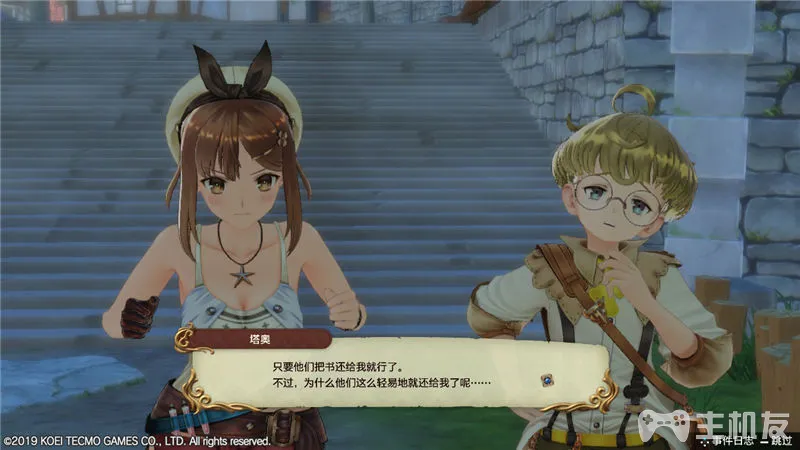 塔奥
只要他们把书还给我就行了。
不过，为什么他们这么轻易地就还给我了呢……
主机友
©2019 KOEI TECMO GAMES CO., LTD. All rights reserved.
事件日志 跳过